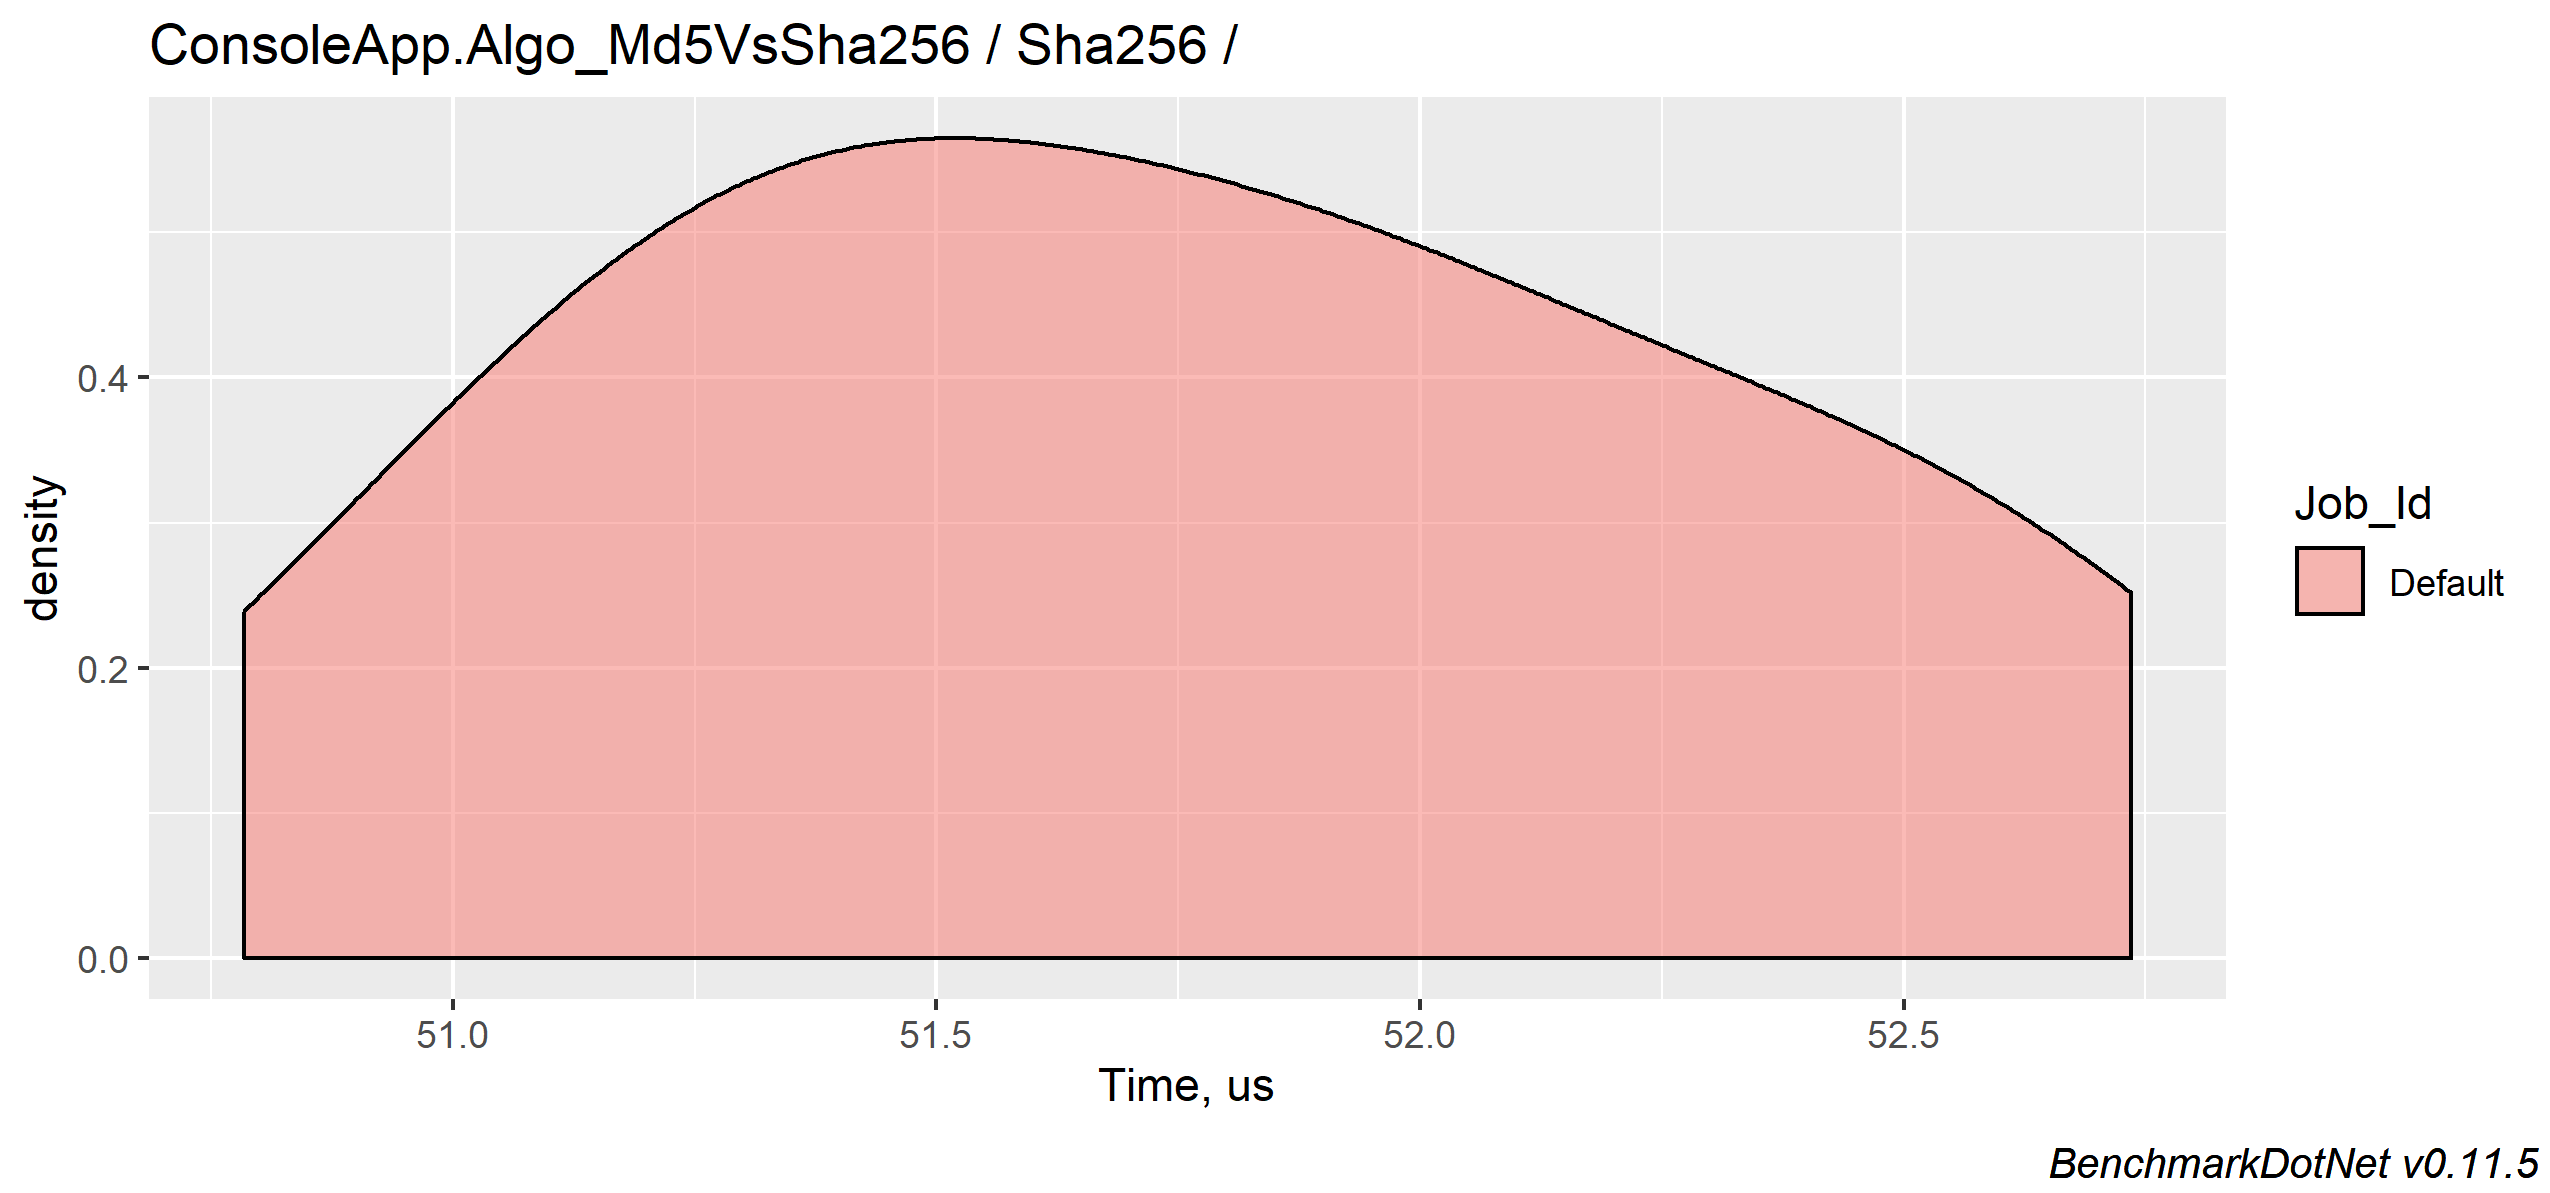 ConsoleApp.Algo_Md5VsSha256 / Sha256 /
density
0.4
0.2
0.0
51.0 51.5 52.0 52.5
Time, us
Job_Id
Default
BenchmarkDotNet v0.11.5